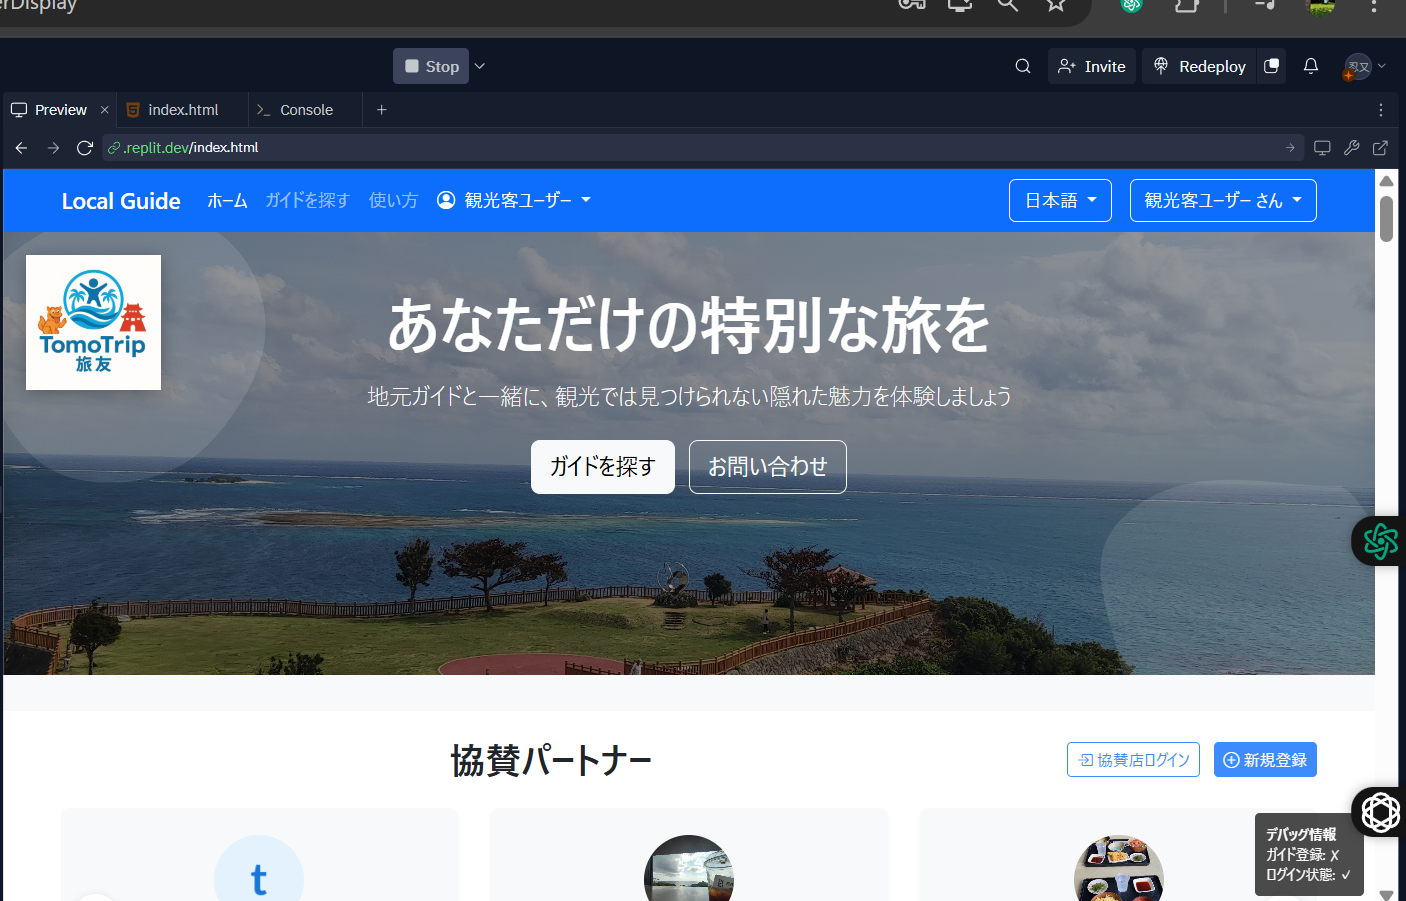 erDisplay
Stop
Invite
Redeploy
忍又
Preview
index.html
Console
.replit.dev/index.html
Local Guide
ホーム
ガイドを探す
使い方
観光客ユーザー
日本語
観光客ユーザー さん
TomoTrip
旅友
あなただけの特別な旅を
地元ガイドと一緒に、観光では見つけられない隠れた魅力を体験しましょう
ガイドを探す
お問い合わせ
協賛パートナー
協賛店ログイン
新規登録
t
デバッグ情報
ガイド登録: ✗
ログイン状態: ✓